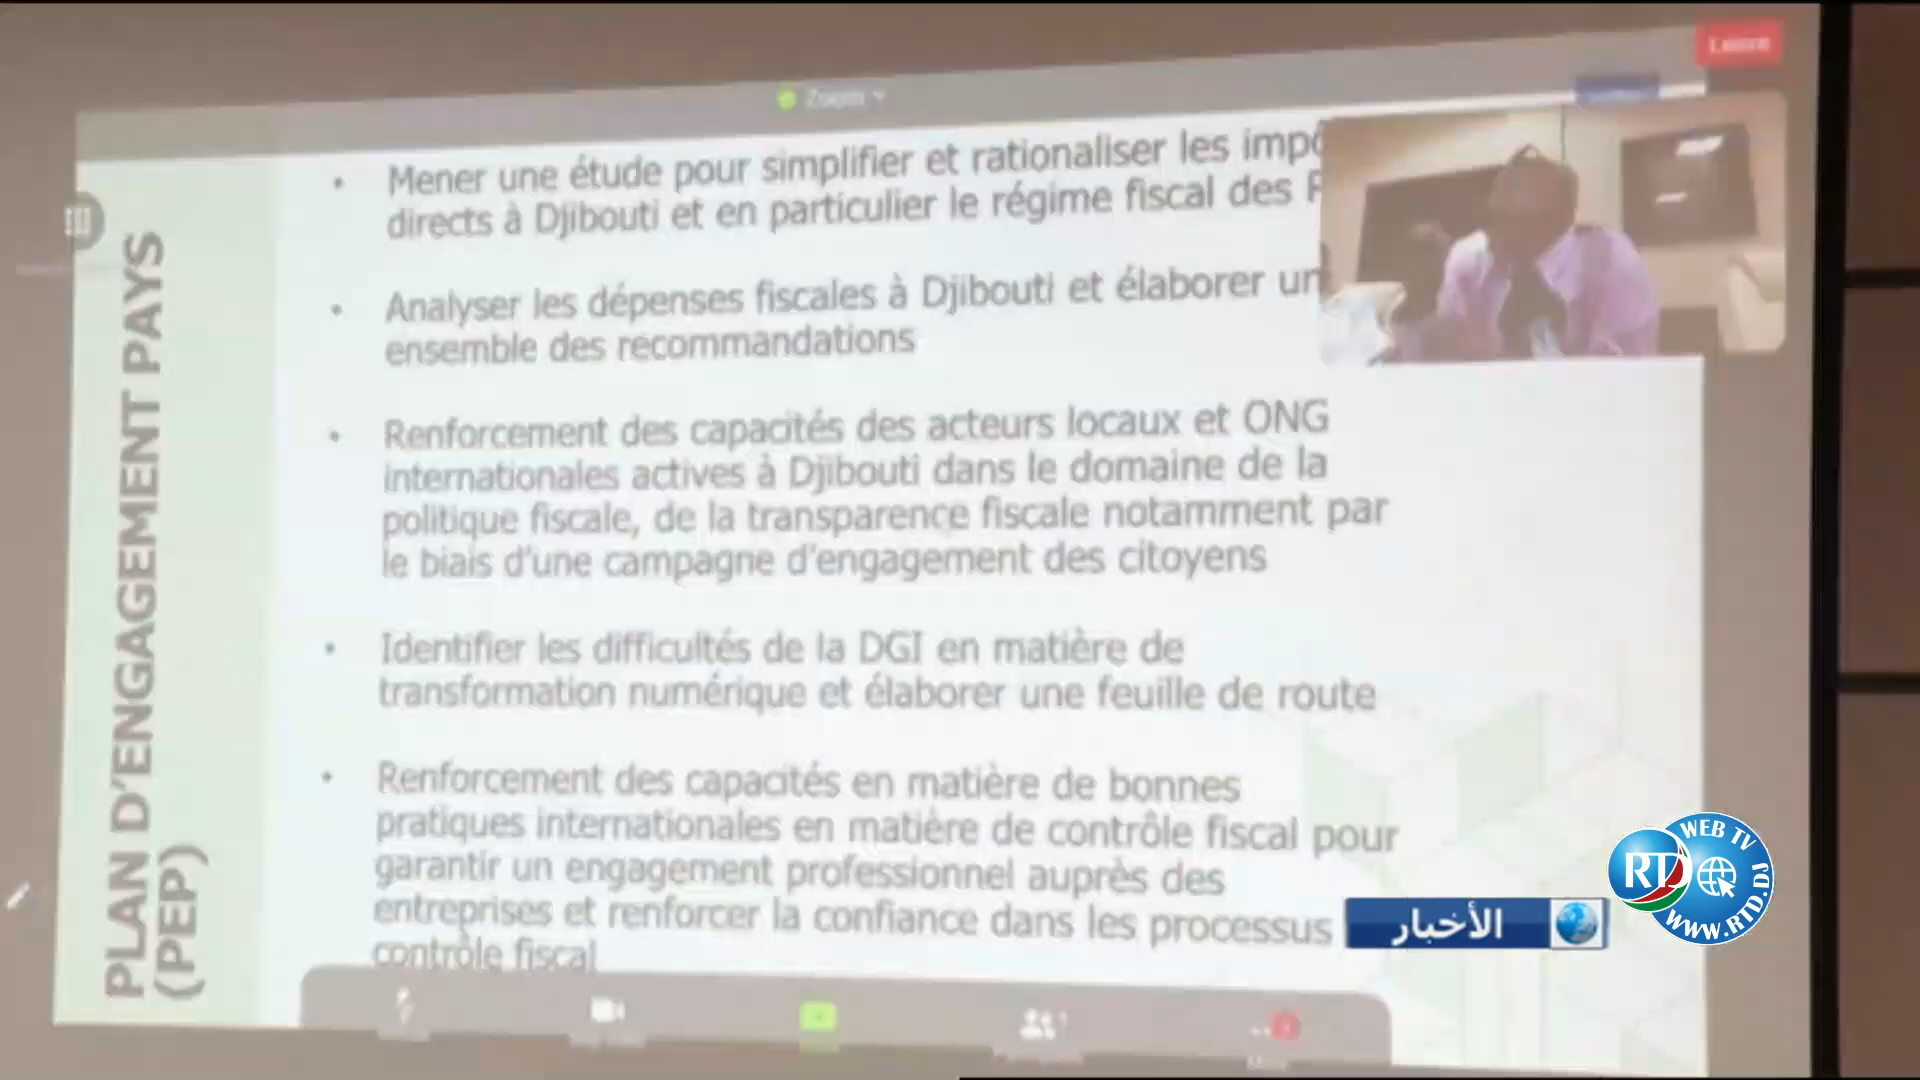 Leave
Zoom
PLAN D'ENGAGEMENT PAYS
(PEP)
• Mener une étude pour simplifier et rationaliser les impô
directs à Djibouti et en particulier le régime fiscal des
• Analyser les dépenses fiscales à Djibouti et élaborer un
ensemble des recommandations
• Renforcement des capacités des acteurs locaux et ONG
internationales actives à Djibouti dans le domaine de la
politique fiscale, de la transparence fiscale notamment par
le biais d'une campagne d'engagement des citoyens
• Identifier les difficultés de la DGI en matière de
transformation numérique et élaborer une feuille de route
• Renforcement des capacités en matière de bonnes
pratiques internationales en matière de contrôle fiscal pour
garantir un engagement professionnel auprès des
entreprises et renforcer la confiance dans les processus
contrôle fiscal
الأخبار
RTD
WEB TV
WWW.RTD.DJ